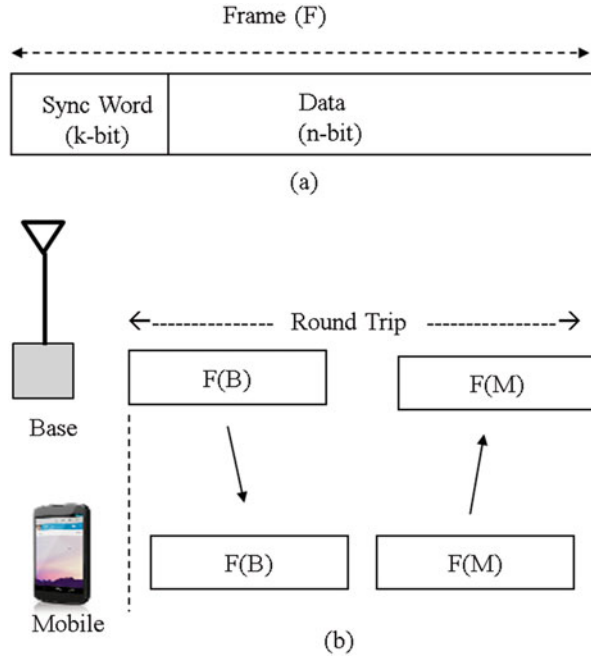 Frame (F)
Sync Word
(k-bit)
Data
(n-bit)
(a)
Round Trip
F(B)
F(M)
Base
F(B)
F(M)
Mobile
(b)